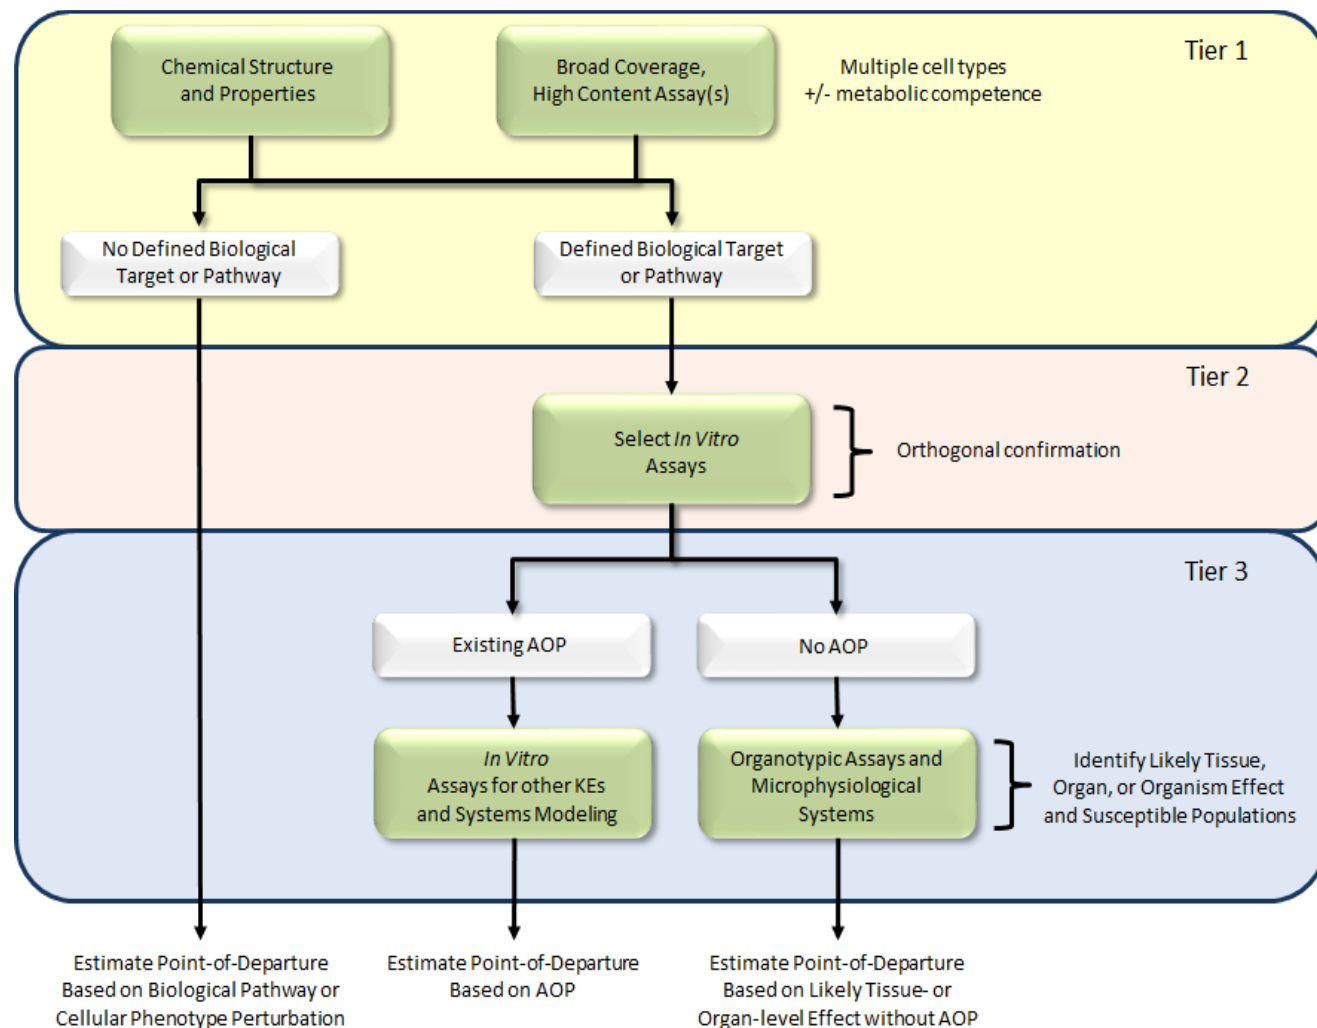 Tier 1
Chemical Structure
and Properties
Broad Coverage,
High Content Assay(s)
Multiple cell types
+/- metabolic competence
No Defined Biological
Target or Pathway
Defined Biological Target
or Pathway
Tier 2
Select In Vitro
Assays
Orthogonal confirmation
Tier 3
Existing AOP
No AOP
In Vitro
Assays for other KEs
and Systems Modeling
Organotypic Assays and
Microphysiological
Systems
Identify Likely Tissue,
Organ, or Organism Effect
and Susceptible Populations
Estimate Point-of-Departure
Based on Biological Pathway or
Cellular Phenotype Perturbation
Estimate Point-of-Departure
Based on AOP
Estimate Point-of-Departure
Based on Likely Tissue- or
Organ-level Effect without AOP